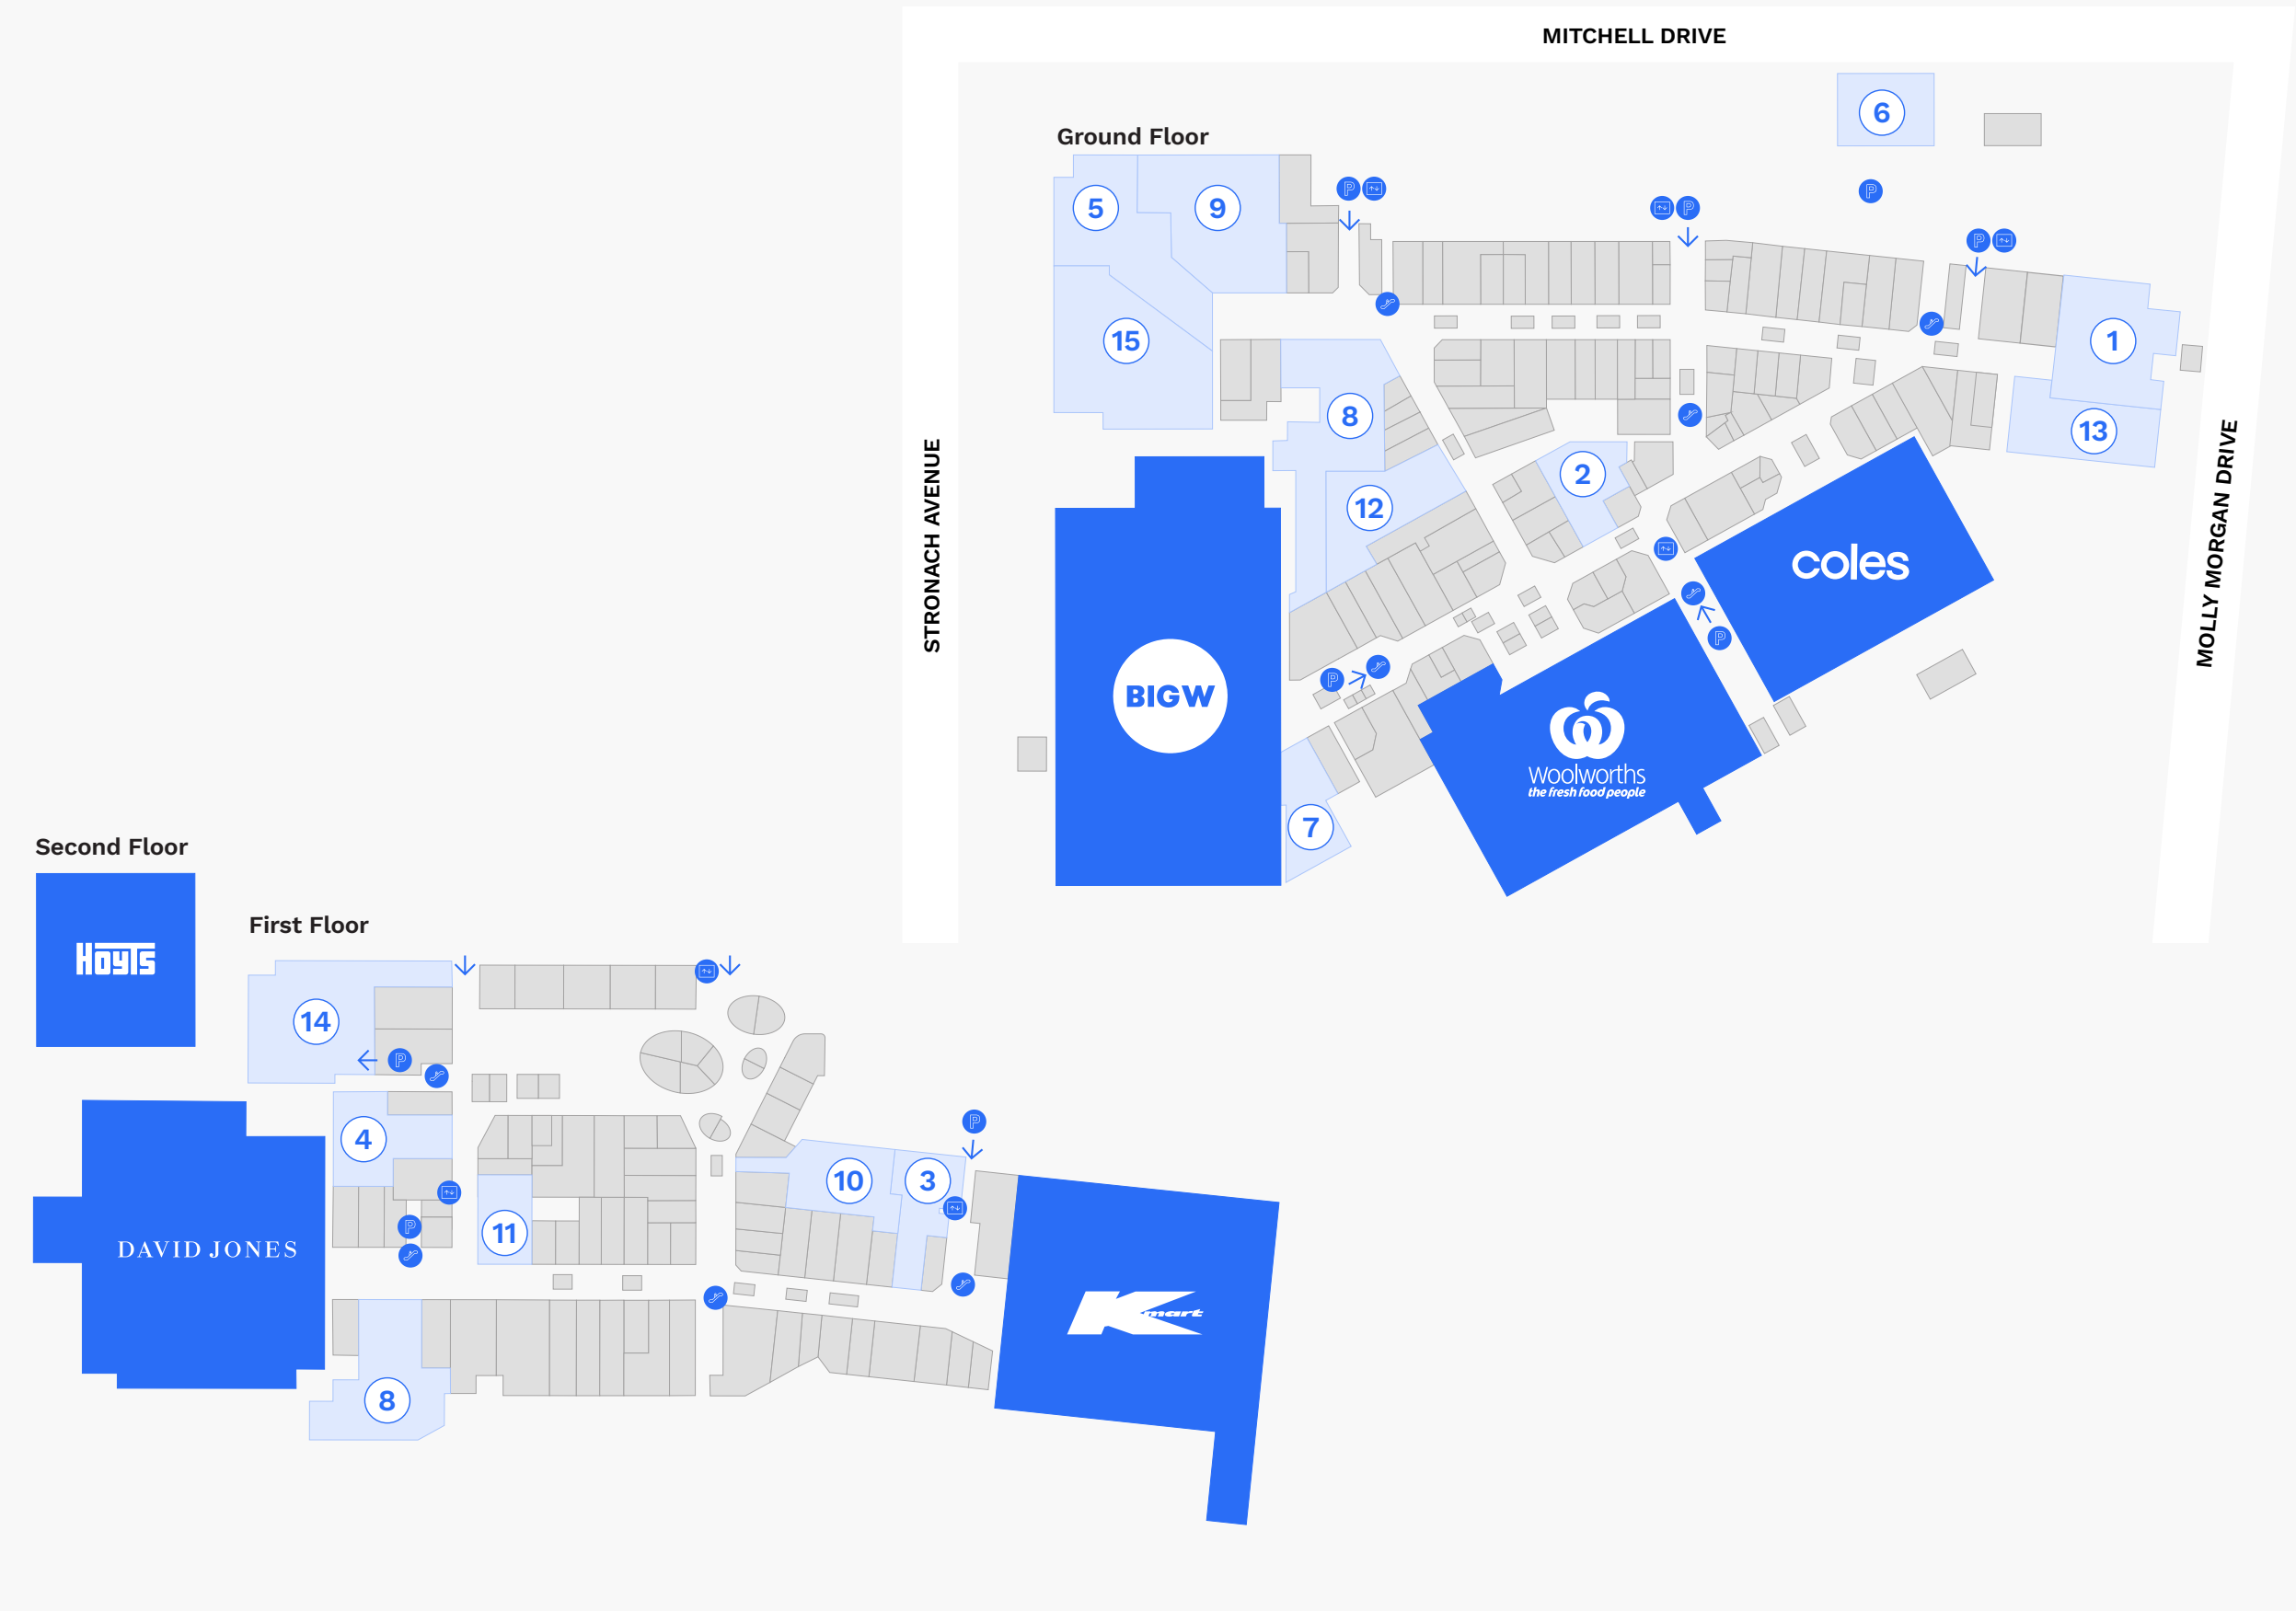 MITCHELL DRIVE
6
Ground Floor
P
5
9
P
P
P
15
1
8
13
2
12
STRONACH AVENUE
MOLLY MORGAN DRIVE
coles
P
P
BIGW
Woolworths
the fresh food people
7
Second Floor
HOYTS
First Floor
14
P
4
P
10
3
11
P
DAVID JONES
Kmart
8